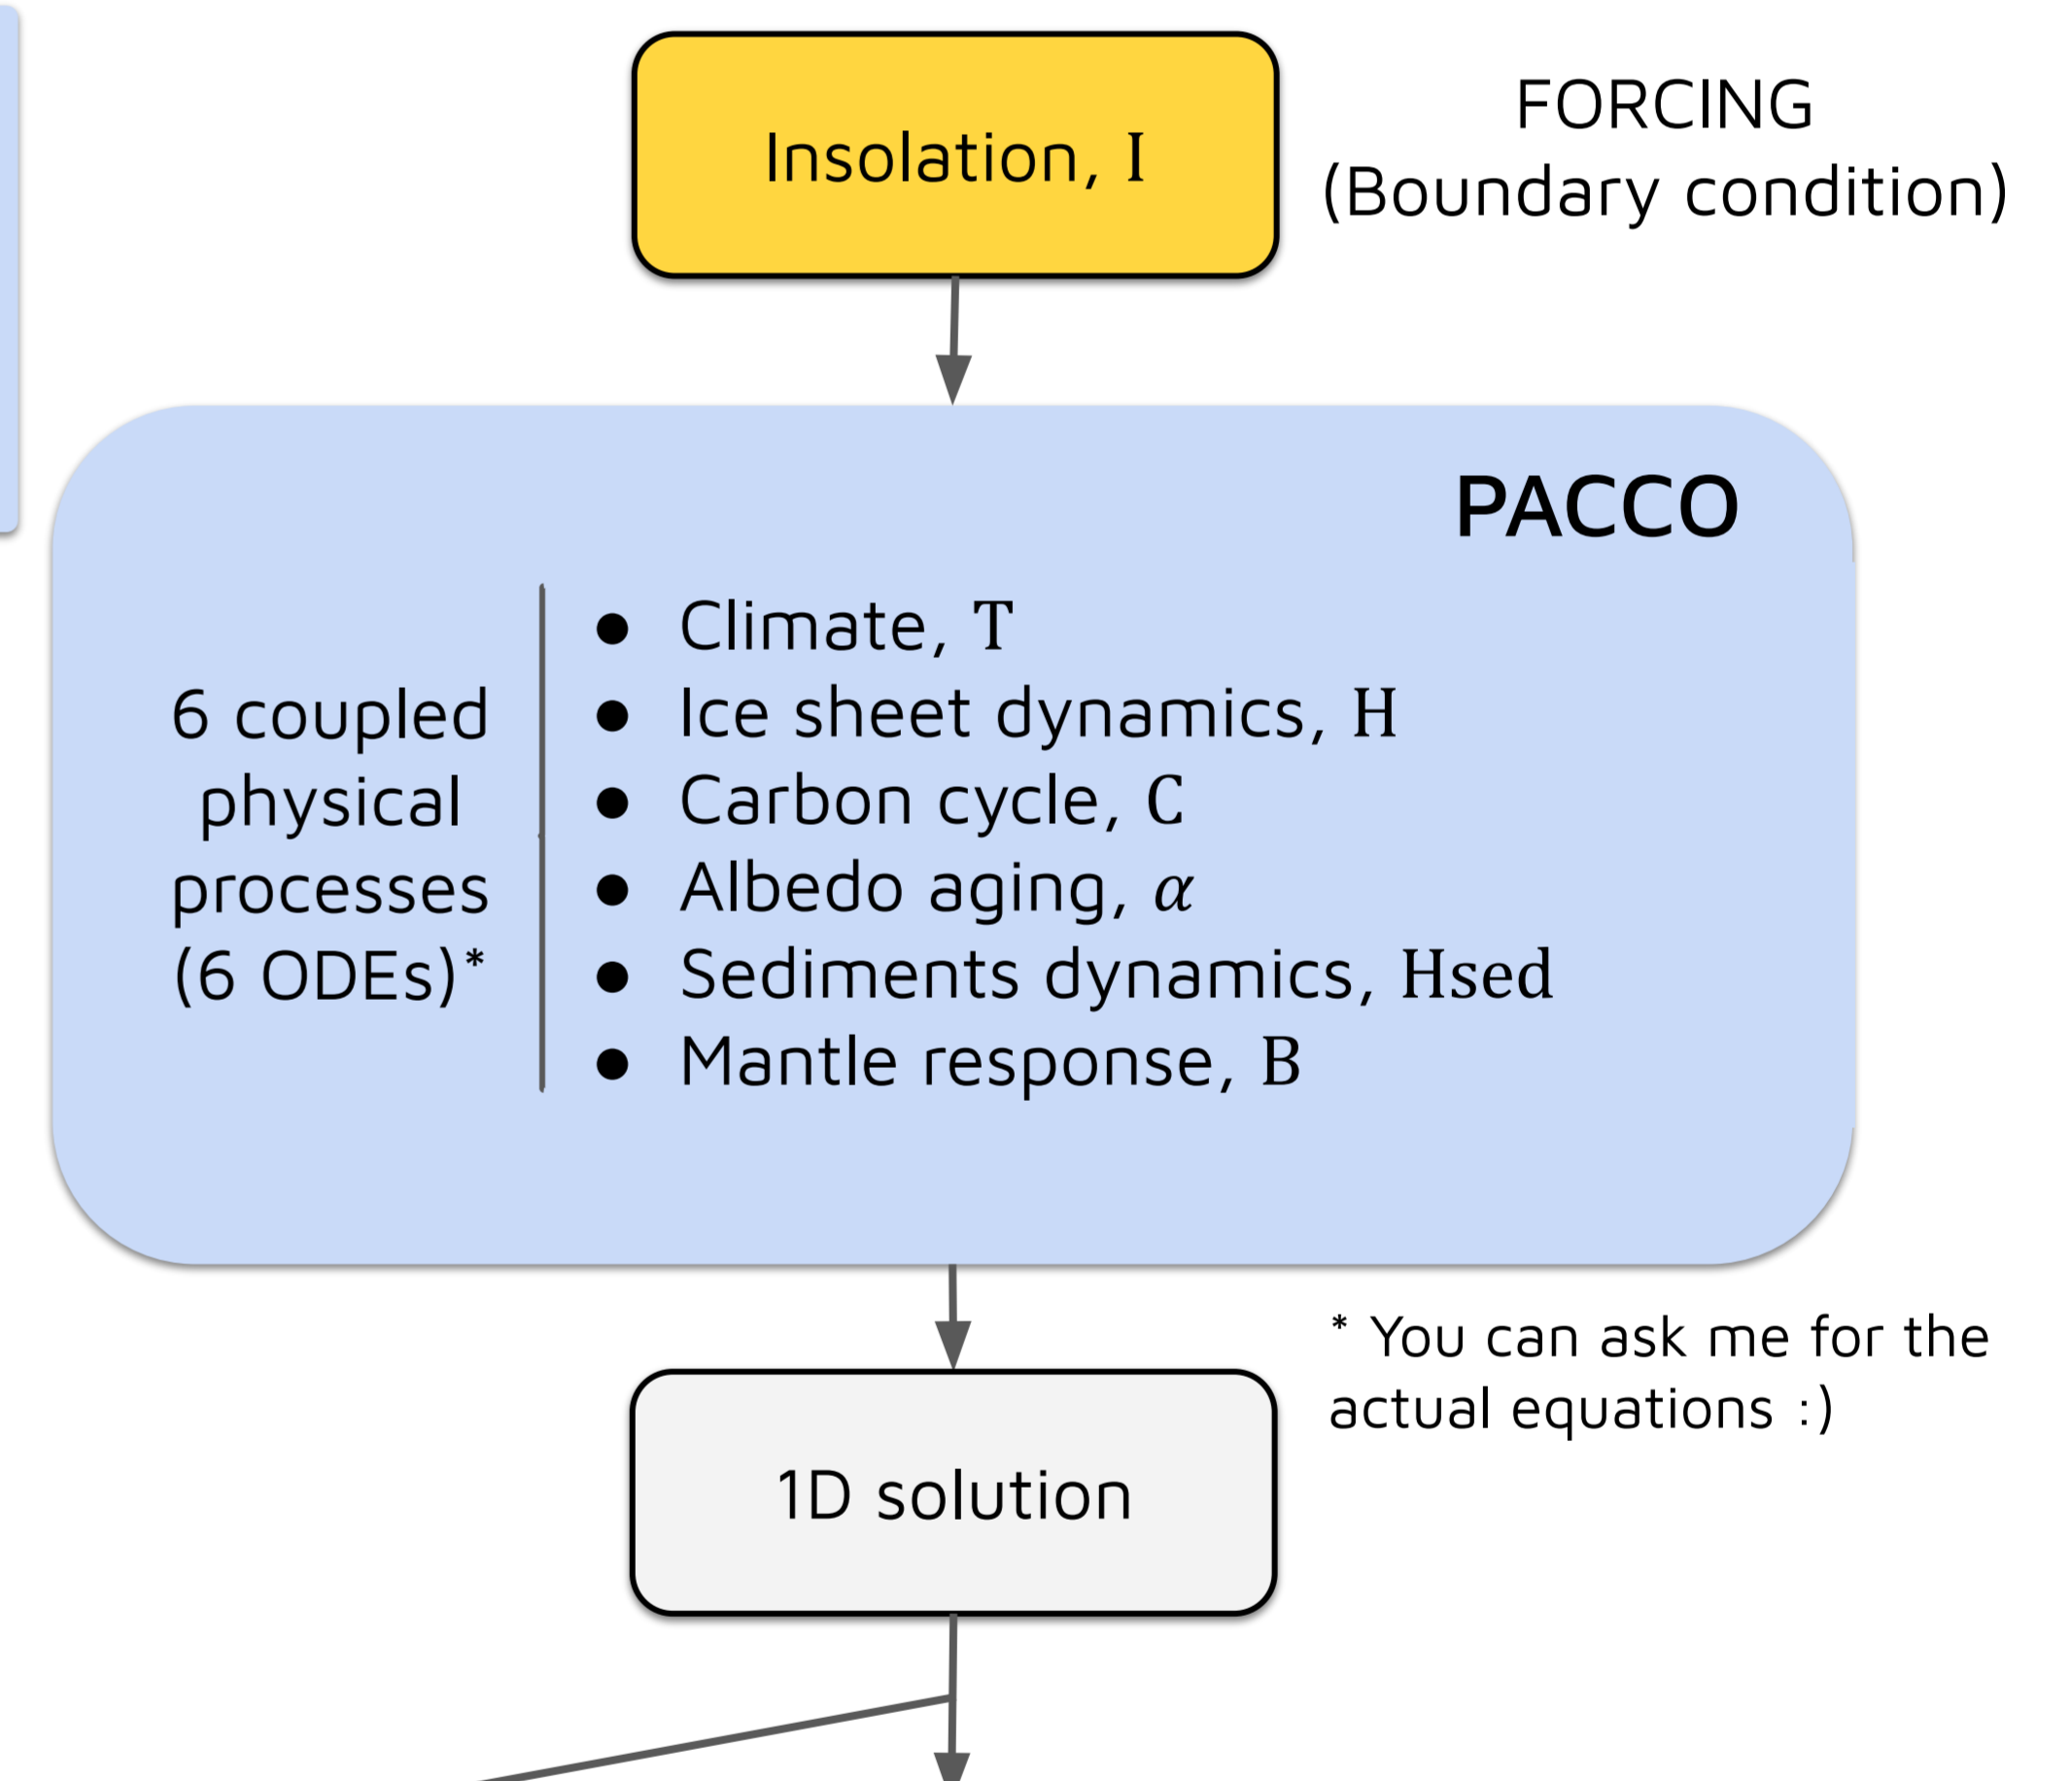 Insolation, I
FORCING
(Boundary condition)
PACCO
6 coupled
physical
processes
(6 ODEs)*
● Climate, T
● Ice sheet dynamics, H
● Carbon cycle, C
● Albedo aging, α
● Sediments dynamics, Hsed
● Mantle response, B
* You can ask me for the
actual equations :)
1D solution